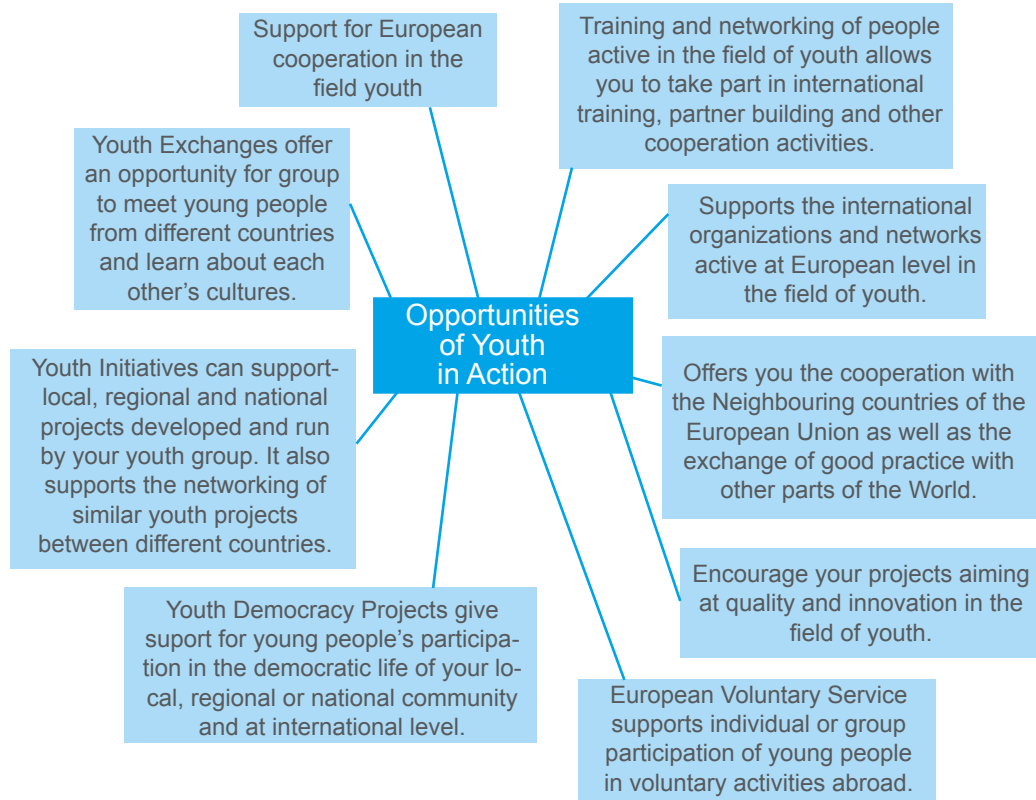 Support for European
cooperation in the
field youth
Training and networking of people
active in the field of youth allows
you to take part in international
training, partner building and other
cooperation activities.
Youth Exchanges offer
an opportunity for group
to meet young people
from different countries
and learn about each
other’s cultures.
Supports the international
organizations and networks
active at European level in
the field of youth.
Opportunities
of Youth
in Action
Youth Initiatives can support-
local, regional and national
projects developed and run
by your youth group. It also
supports the networking of
similar youth projects
between different countries.
Offers you the cooperation with
the Neighbouring countries of the
European Union as well as the
exchange of good practice with
other parts of the World.
Encourage your projects aiming
at quality and innovation in the
field of youth.
Youth Democracy Projects give
suport for young people’s participa-
tion in the democratic life of your lo-
cal, regional or national community
and at international level.
European Voluntary Service
supports individual or group
participation of young people
in voluntary activities abroad.